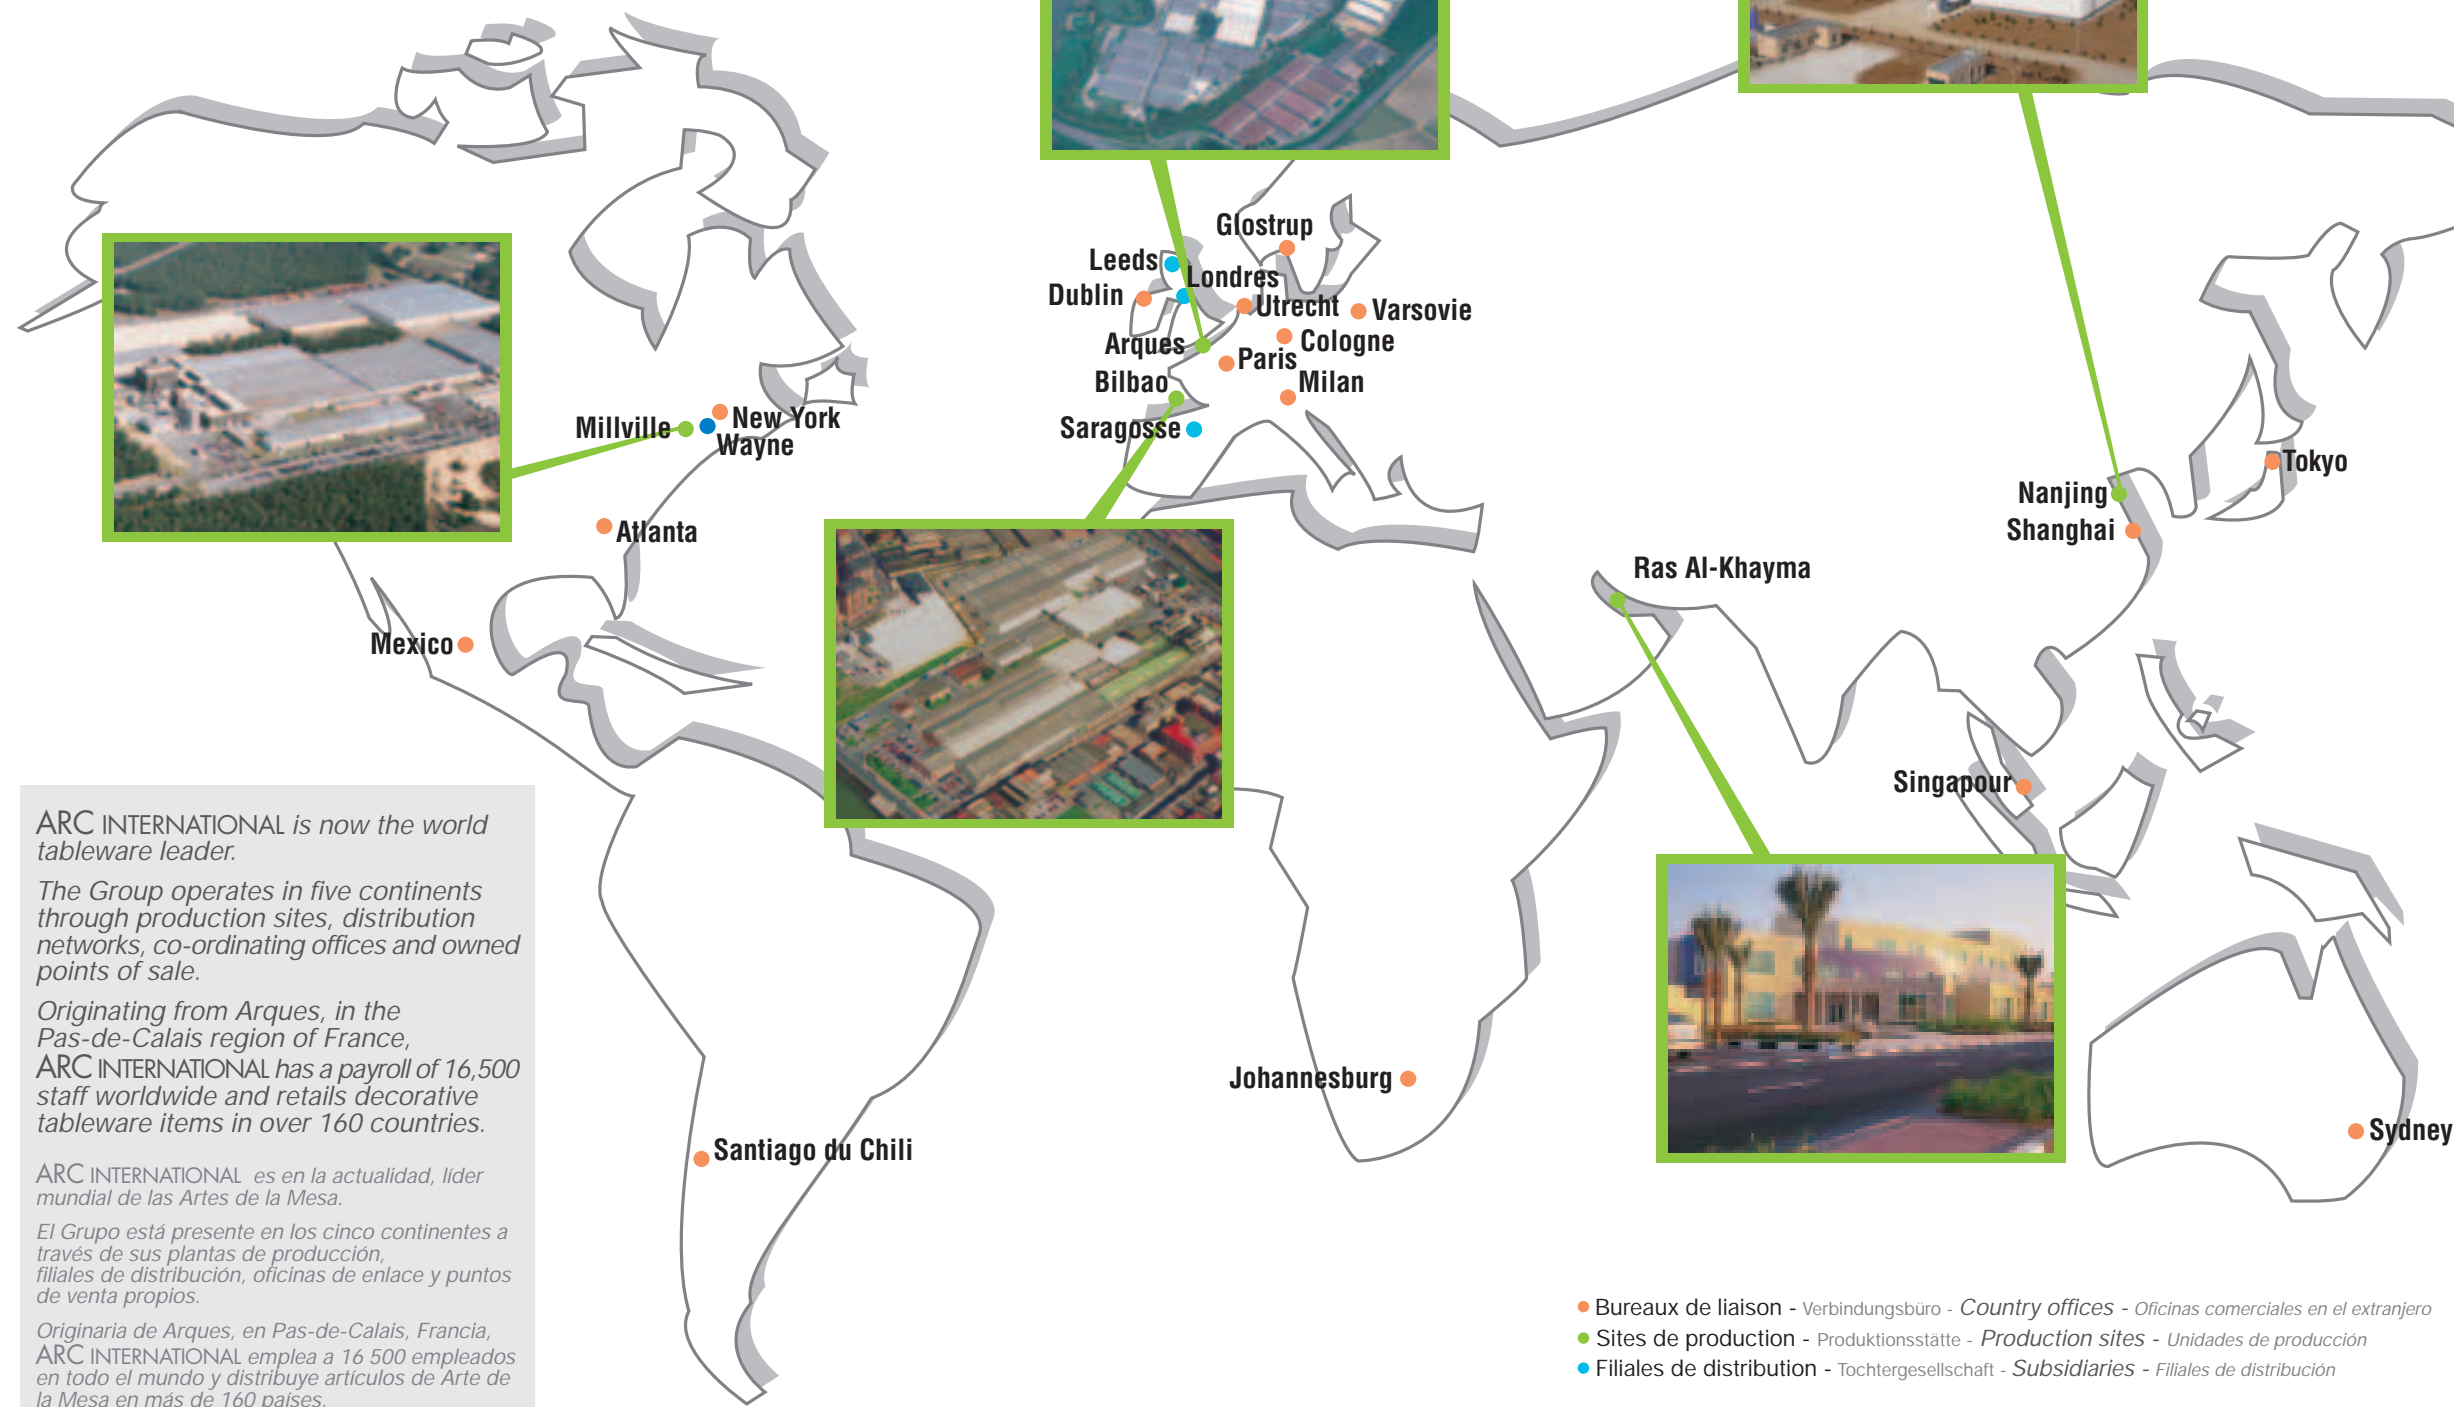 Glostrup
Leeds
Londres
Dublin
Utrecht
Varsovie
Arques
Cologne
Paris
Bilbao
Milan
Saragosse
Millville
New York
Wayne
Atlanta
Mexico
Tokyo
Nanjing
Shanghai
Ras Al-Khayma
Singapour
Johannesburg
Santiago du Chili
Sydney
ARC INTERNATIONAL is now the world
tableware leader.
The Group operates in five continents
through production sites, distribution
networks, co-ordinating offices and owned
points of sale.
Originating from Arques, in the
Pas-de-Calais region of France,
ARC INTERNATIONAL has a payroll of 16,500
staff worldwide and retails decorative
tableware items in over 160 countries.
ARC INTERNATIONAL es en la actualidad, líder
mundial de las Artes de la Mesa.
El Grupo está presente en los cinco continentes a
través de sus plantas de producción,
filiales de distribución, oficinas de enlace y puntos
de venta propios.
Originaria de Arques, en Pas-de-Calais, Francia,
ARC INTERNATIONAL emplea a 16 500 empleados
en todo el mundo y distribuye artículos de Arte de
la Mesa en más de 160 países.
Bureaux de liaison - Verbindungsbüro - Country offices - Oficinas comerciales en el extranjero
Sites de production - Produktionsstätte - Production sites - Unidades de producción
Filiales de distribution - Tochtergesellschaft - Subsidiaries - Filiales de distribución